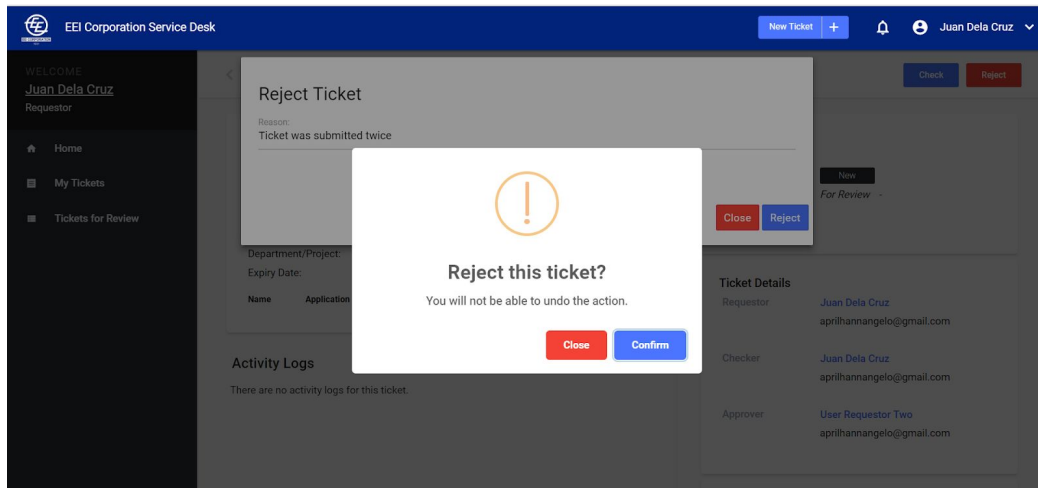 EEI Corporation Service Desk
New Ticket +
Juan Dela Cruz
WELCOME
Juan Dela Cruz
Requestor
Home
My Tickets
Tickets for Review
Check
Reject
Reject Ticket
Reason:
Ticket was submitted twice
Close
Reject
Reject this ticket?
You will not be able to undo the action.
Close
Confirm
New
For Review -
Department/Project:
Expiry Date:
Name Application
Activity Logs
There are no activity logs for this ticket.
Ticket Details
Requestor Juan Dela Cruz
aprilhannangelo@gmail.com
Checker Juan Dela Cruz
aprilhannangelo@gmail.com
Approver User Requestor Two
aprilhannangelo@gmail.com